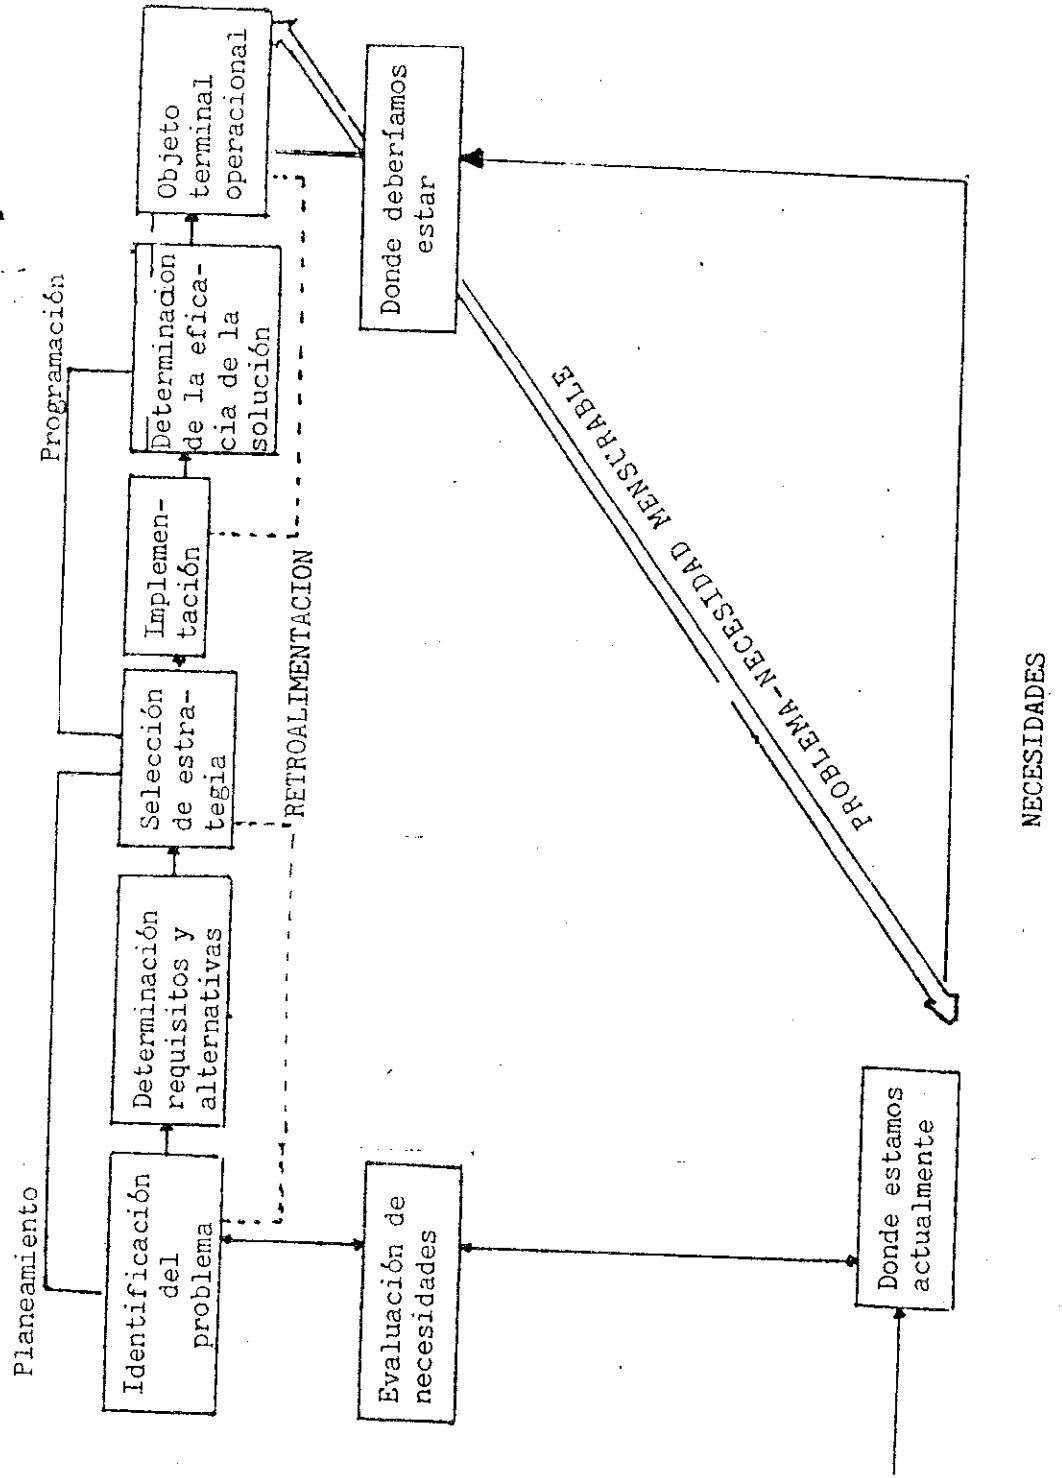 Planeamiento
Programación
Identificación
del
problema
Determinación
requisitos y
alternativas
Selección
de estra-
tegia
Implemen-
tación
Determinacion
de la efica-
cia de la
solución
Objeto
terminal
operacional
RETROALIMENTACION
Evaluación de
necesidades
Donde deberíamos
estar
PROBLEMA-NECESIDAD MENSURABLE
Donde estamos
actualmente
NECESIDADES